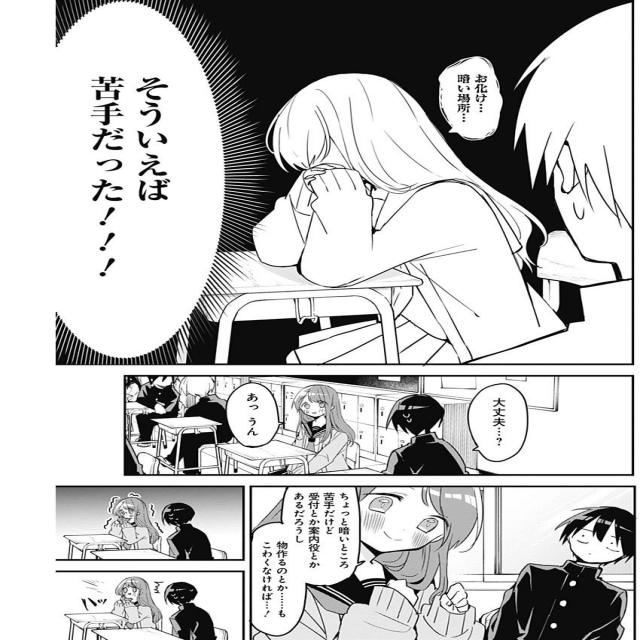 お化け…
暗い場所…
そういえば
苦手だった！！！
大丈夫…？
あっ うん
ちょっと暗いところ
苦手だけど
受付とか案内役とか
あるだろうし
物作るのとか……も
こわくなければ…！
ハッ